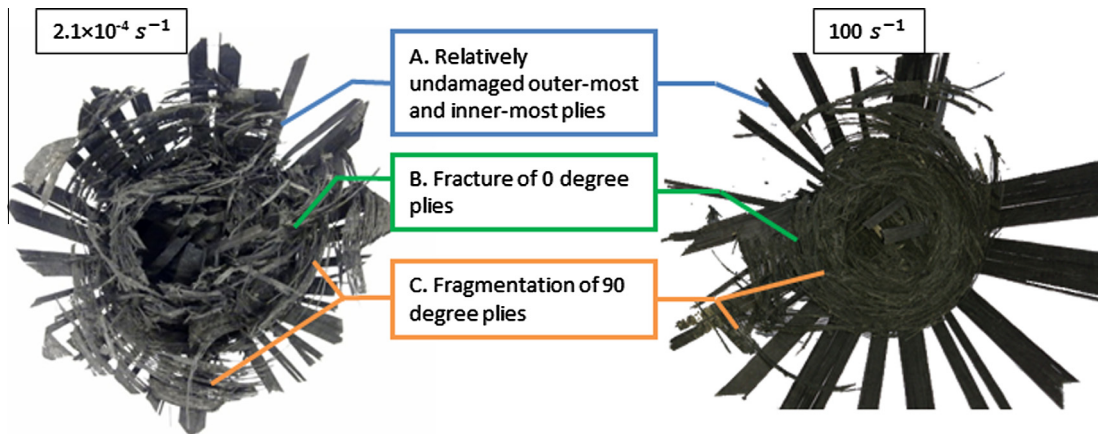 2.1×10⁻⁴ s⁻¹
100 s⁻¹
A. Relatively
undamaged outer-most
and inner-most plies
B. Fracture of 0 degree
plies
C. Fragmentation of 90
degree plies